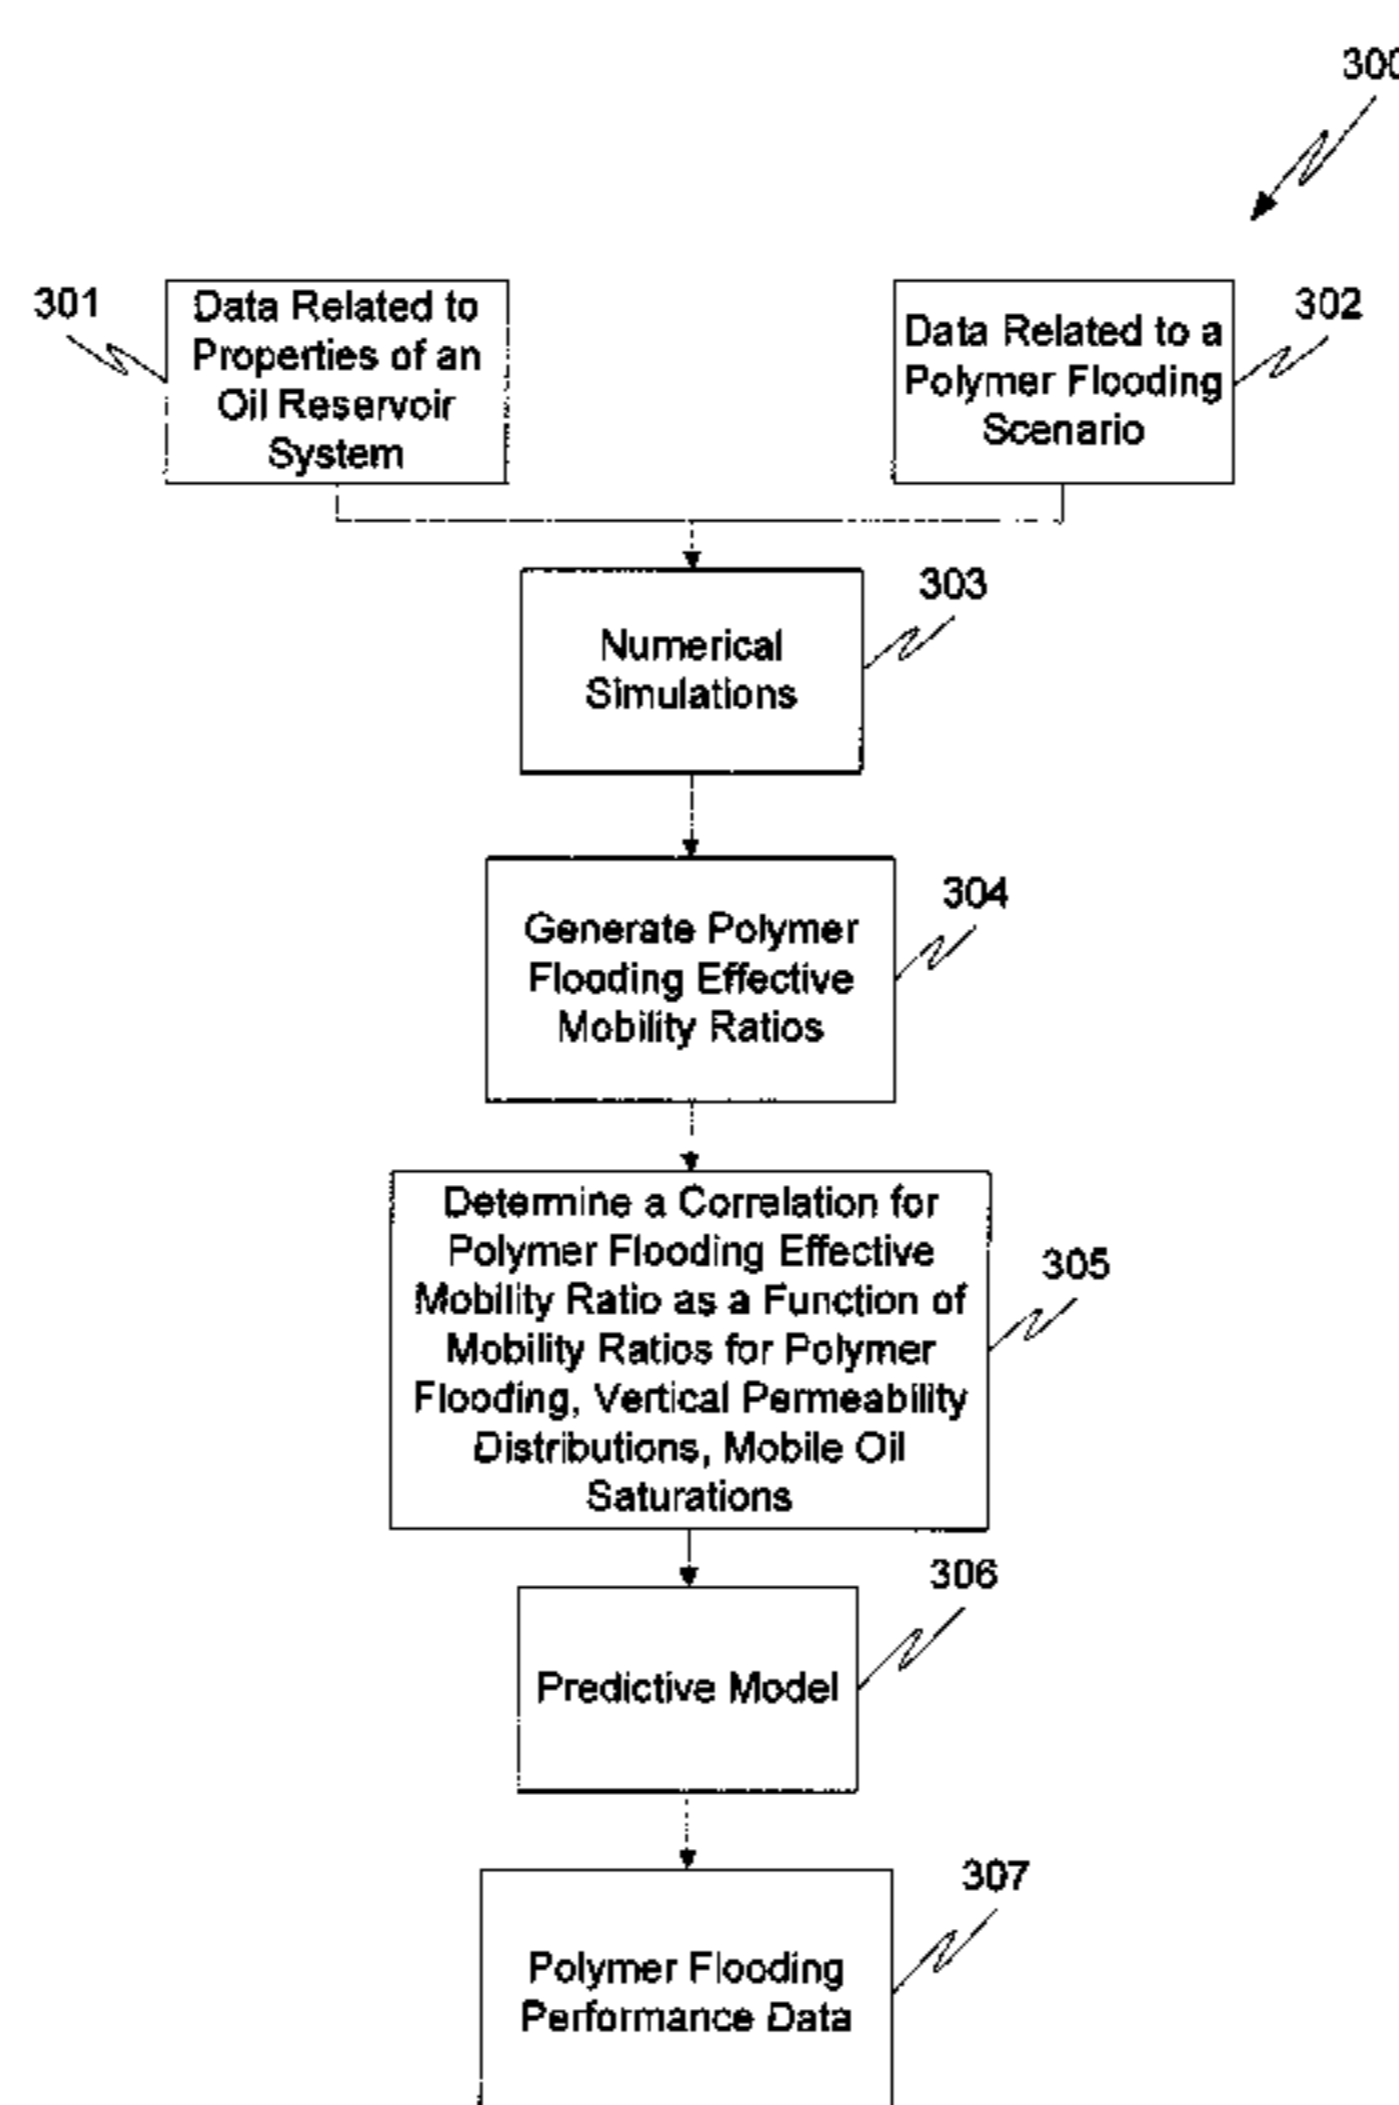 300
301
Data Related to
Properties of an
Oil Reservoir
System
Data Related to a
Polymer Flooding
Scenario
302
Numerical
Simulations
303
Generate Polymer
Flooding Effective
Mobility Ratios
304
Determine a Correlation for
Polymer Flooding Effective
Mobility Ratio as a Function of
Mobility Ratios for Polymer
Flooding, Vertical Permeability
Distributions, Mobile Oil
Saturations
305
Predictive Model
306
Polymer Flooding
Performance Data
307